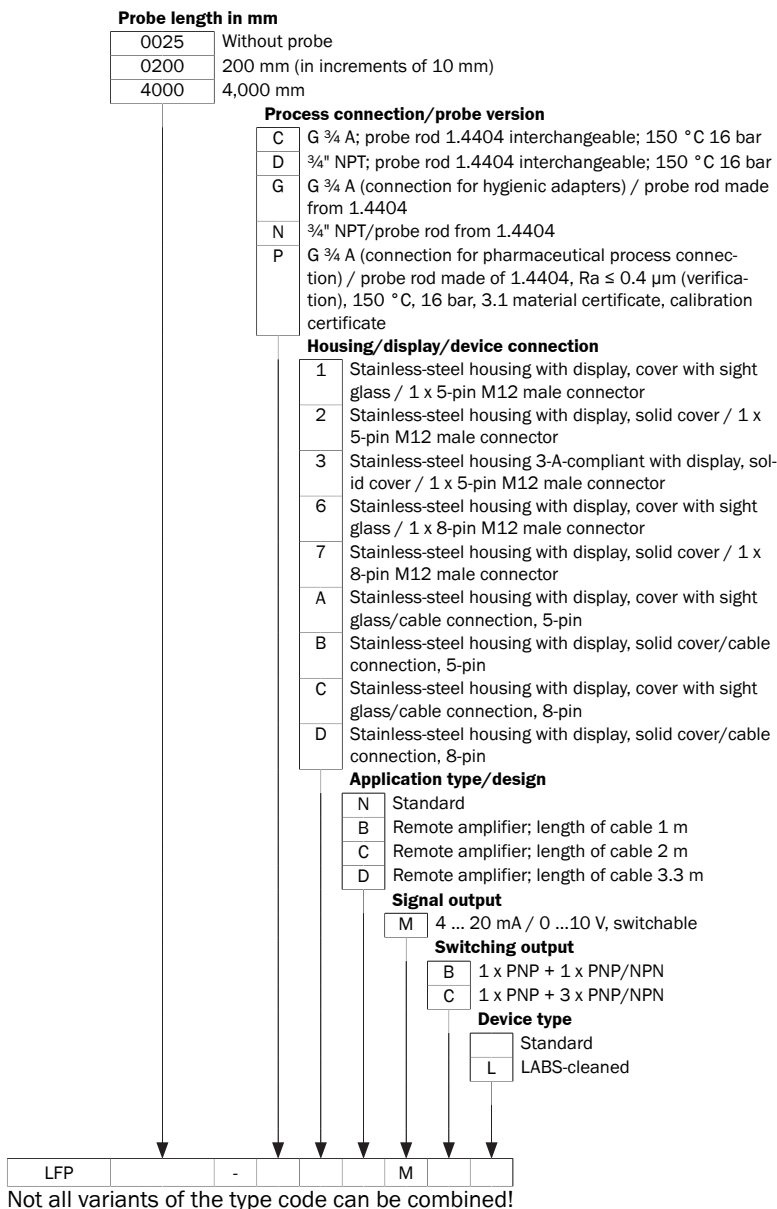 Probe length in mm
0025 Without probe
0200 200 mm (in increments of 10 mm)
4000 4,000 mm
Process connection/probe version
C G ¾ A; probe rod 1.4404 interchangeable; 150 °C 16 bar
D ¾" NPT; probe rod 1.4404 interchangeable; 150 °C 16 bar
G G ¾ A (connection for hygienic adapters) / probe rod made
from 1.4404
N ¾" NPT/probe rod from 1.4404
P G ¾ A (connection for pharmaceutical process connec-
tion) / probe rod made of 1.4404, Ra ≤ 0.4 µm (verifica-
tion), 150 °C, 16 bar, 3.1 material certificate, calibration
certificate
Housing/display/device connection
1 Stainless-steel housing with display, cover with sight
glass / 1 x 5-pin M12 male connector
2 Stainless-steel housing with display, solid cover / 1 x
5-pin M12 male connector
3 Stainless-steel housing 3-A-compliant with display, sol-
id cover / 1 x 5-pin M12 male connector
6 Stainless-steel housing with display, cover with sight
glass / 1 x 8-pin M12 male connector
7 Stainless-steel housing with display, solid cover / 1 x
8-pin M12 male connector
A Stainless-steel housing with display, cover with sight
glass/cable connection, 5-pin
B Stainless-steel housing with display, solid cover/cable
connection, 5-pin
C Stainless-steel housing with display, cover with sight
glass/cable connection, 8-pin
D Stainless-steel housing with display, solid cover/cable
connection, 8-pin
Application type/design
N Standard
B Remote amplifier; length of cable 1 m
C Remote amplifier; length of cable 2 m
D Remote amplifier; length of cable 3.3 m
Signal output
M 4 ... 20 mA / 0 ...10 V, switchable
Switching output
B 1 x PNP + 1 x PNP/NPN
C 1 x PNP + 3 x PNP/NPN
Device type
Standard
L LABS-cleaned
LFP - M
Not all variants of the type code can be combined!